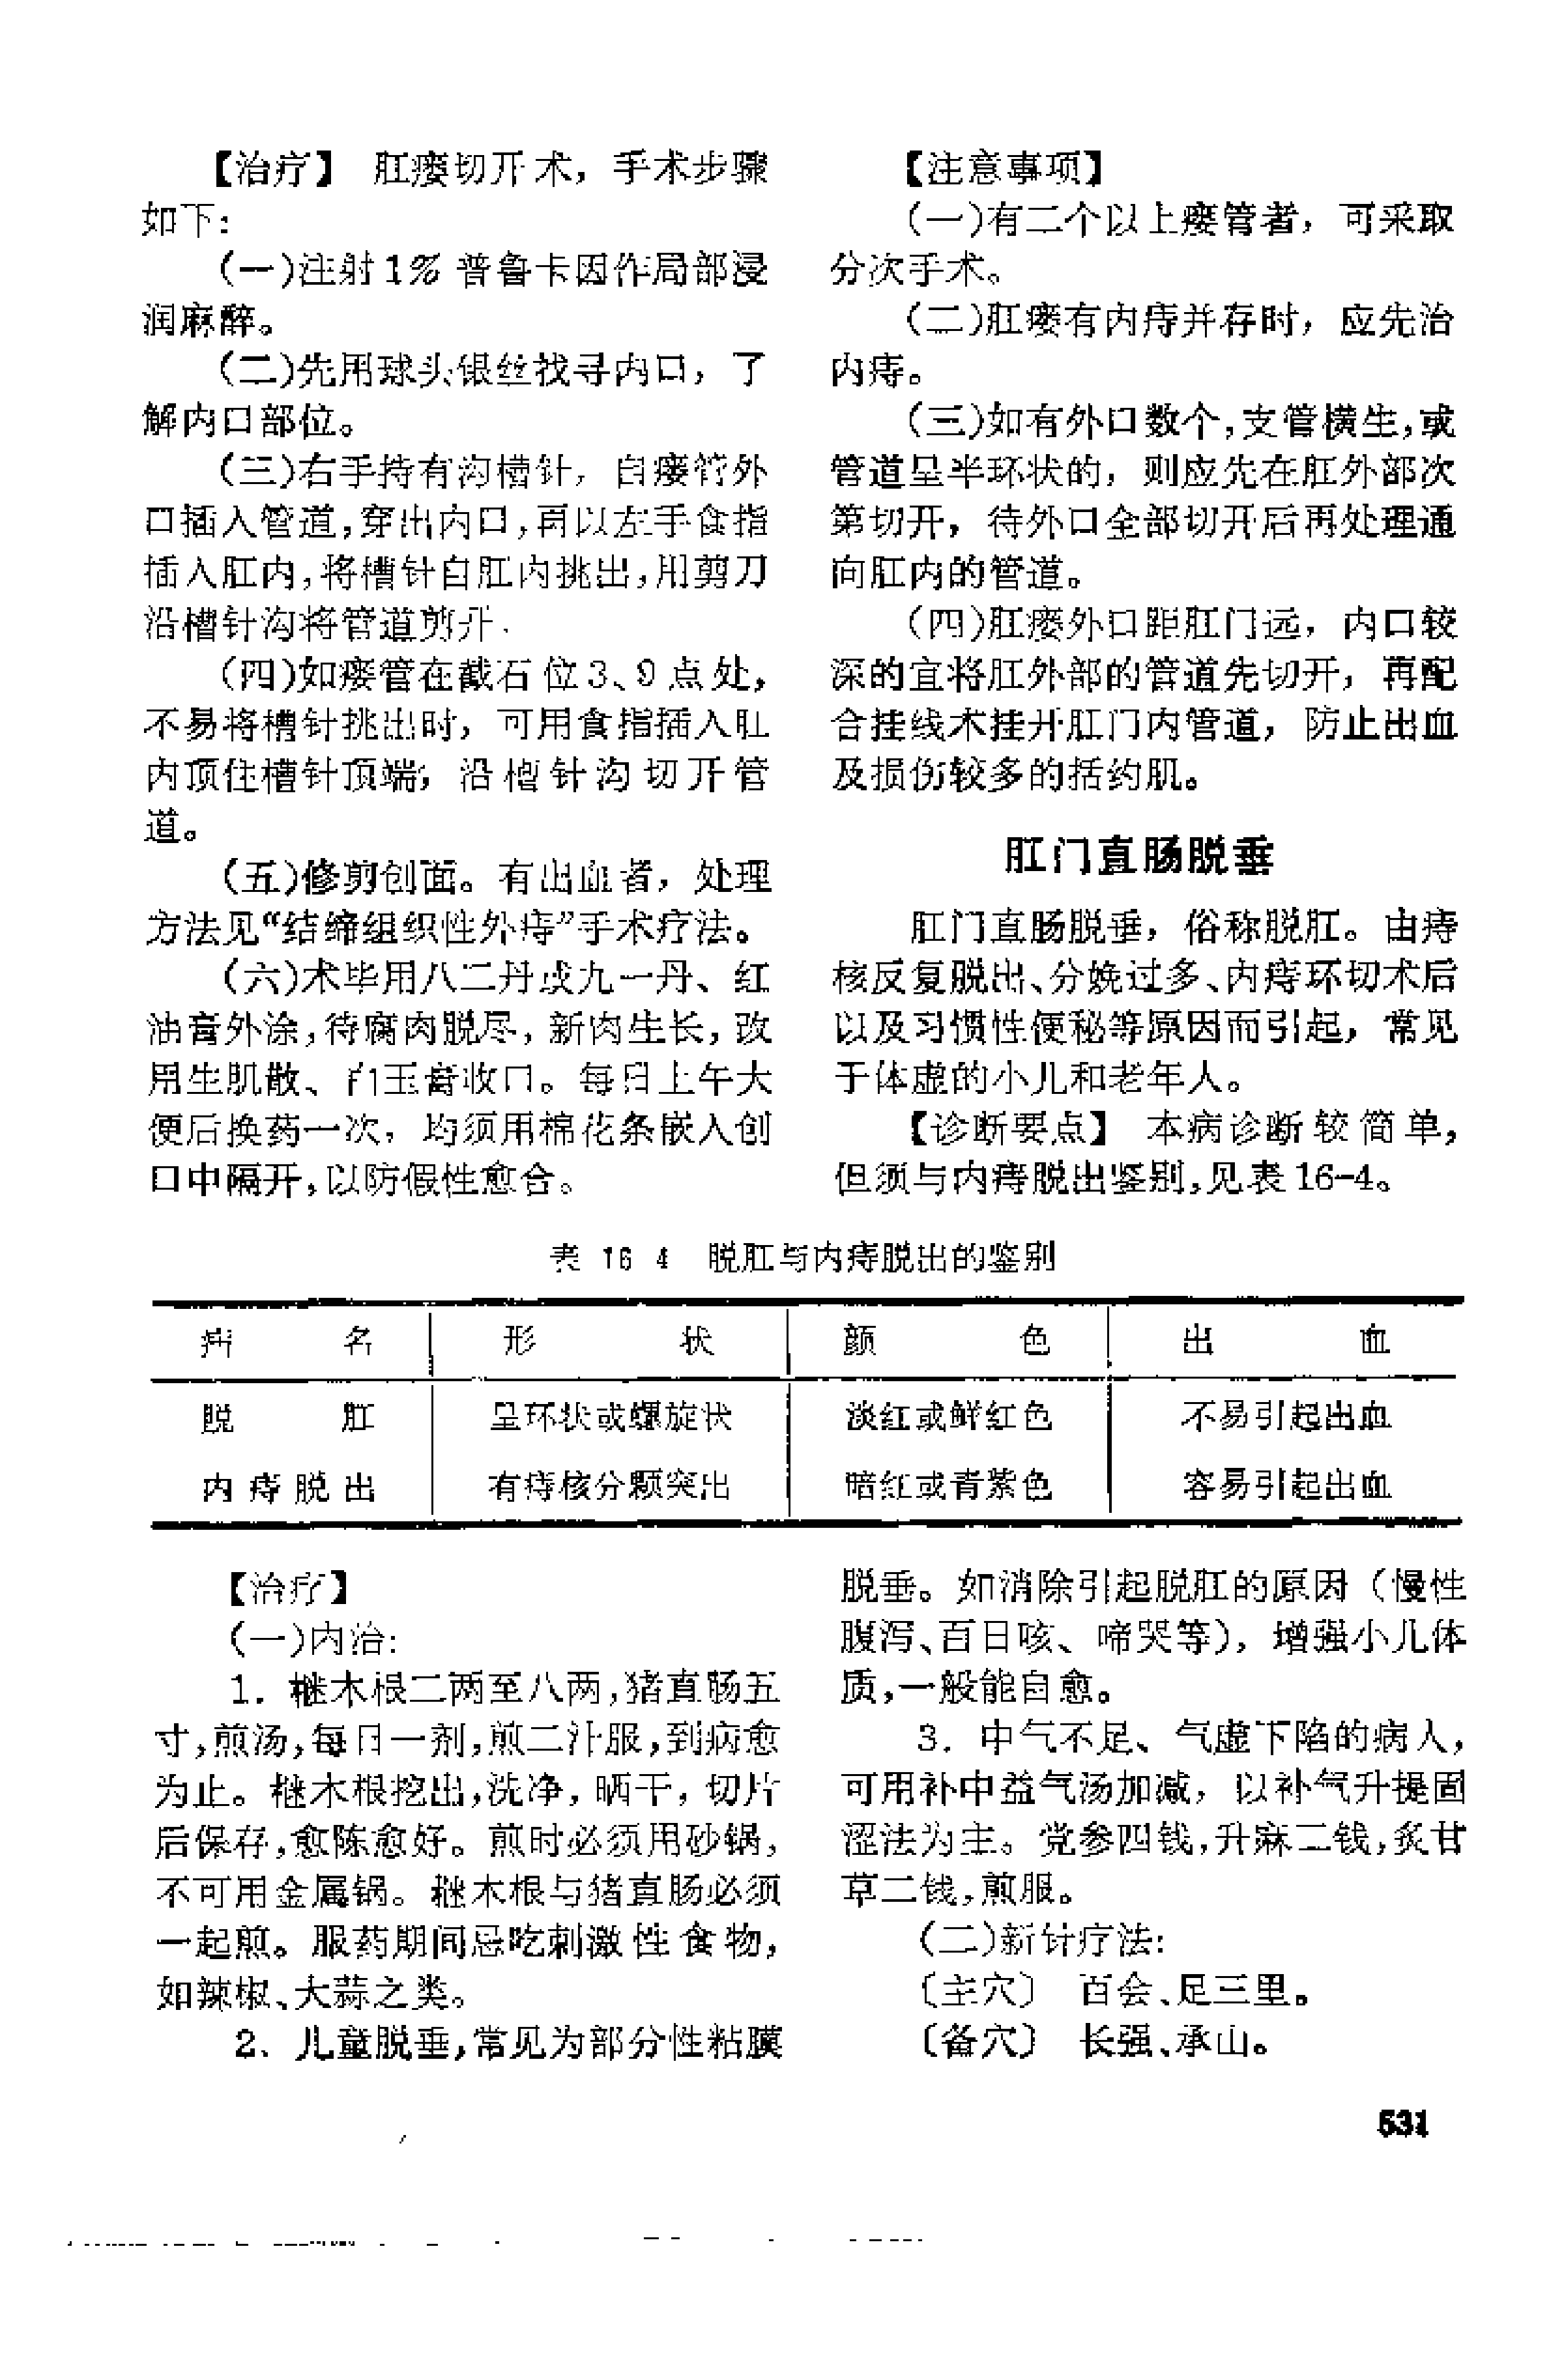 【治疗】 肛瘘切开术，手术步骤
如下：
(一)注射1% 普鲁卡因作局部浸
润麻醉。
(二)先用球头银丝找寻内口，了
解内口部位。
(三)右手持有沟槽针，自瘘管外
口插入管道,穿出内口,再以左手食指
插入肛内,将槽针自肛内挑出,用剪刀
沿槽针沟将管道剪开.
(四)如瘘管在截石位3、9点处，
不易将槽针挑出时，可用食指插入肛
内顶住槽针顶端，沿槽针沟切开管
道。
(五)修剪创面。有出血者，处理
方法见“结缔组织性外痔”手术疗法。
(六)术毕用八二丹或九一丹、红
油膏外涂,待腐肉脱尽,新肉生长,改
用生肌散、白玉膏收口。每日上午大
便后换药一次，均须用棉花条嵌入创
口中隔开,以防假性愈合。
【注意事项】
(一)有二个以上瘘管者，可采取
分次手术。
(二)肛瘘有内痔并存时，应先治
内痔。
(三)如有外口数个,支管横生,或
管道呈半环状的，则应先在肛外部次
第切开，待外口全部切开后再处理通
向肛内的管道。
(四)肛瘘外口距肛门远，内口较
深的宜将肛外部的管道先切开，再配
合挂线术挂开肛门内管道，防止出血
及损伤较多的括约肌。
肛门直肠脱垂
肛门直肠脱垂，俗称脱肛。由痔
核反复脱出、分娩过多、内痔环切术后
以及习惯性便秘等原因而引起，常见
于体虚的小儿和老年人。
【诊断要点】 本病诊断较简单，
但须与内痔脱出鉴别,见表16-4。
表 16 4 脱肛与内痔脱出的鉴别
病名 形状 颜色 出血
脱肛 呈环状或螺旋状 淡红或鲜红色 不易引起出血
内痔脱出 有痔核分颗突出 暗红或青紫色 容易引起出血
【治疗】
(一)内治:
1. 檵木根二两至八两,猪直肠五
寸,煎汤,每日一剂,煎二汁服,到病愈
为止。檵木根挖出,洗净,晒干,切片
后保存,愈陈愈好。煎时必须用砂锅，
不可用金属锅。檵木根与猪直肠必须
一起煎。服药期间忌吃刺激性食物，
如辣椒、大蒜之类。
2. 儿童脱垂,常见为部分性粘膜
脱垂。如消除引起脱肛的原因（慢性
腹泻、百日咳、啼哭等），增强小儿体
质,一般能自愈。
3. 中气不足、气虚下陷的病人，
可用补中益气汤加减，以补气升提固
涩法为主。党参四钱,升麻二钱,炙甘
草二钱,煎服。
(二)新针疗法:
〔主穴〕 百会、足三里。
〔备穴〕 长强、承山。
531